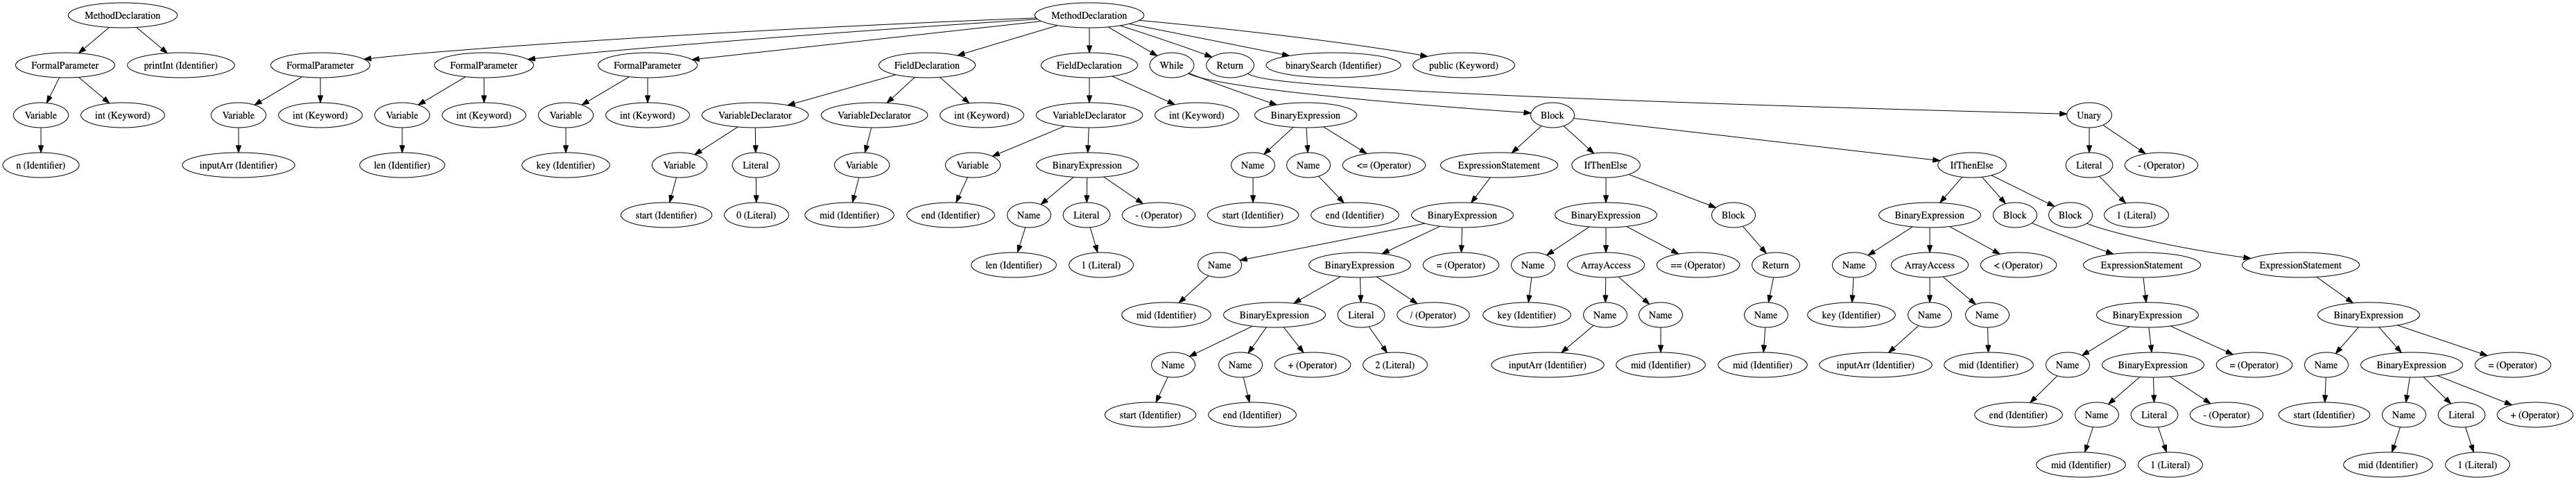 MethodDeclaration
MethodDeclaration
FormalParameter
printInt (Identifier)
FormalParameter
FormalParameter
FormalParameter
FieldDeclaration
FieldDeclaration
While
Return
binarySearch (Identifier)
public (Keyword)
Variable
int (Keyword)
Variable
int (Keyword)
Variable
int (Keyword)
Variable
int (Keyword)
VariableDeclarator
VariableDeclarator
int (Keyword)
VariableDeclarator
int (Keyword)
BinaryExpression
Block
Unary
n (Identifier)
inputArr (Identifier)
len (Identifier)
key (Identifier)
Variable
Literal
Variable
Variable
BinaryExpression
Name
Name
<= (Operator)
ExpressionStatement
IfThenElse
IfThenElse
Literal
- (Operator)
start (Identifier)
0 (Literal)
mid (Identifier)
end (Identifier)
Name
Literal
- (Operator)
start (Identifier)
end (Identifier)
BinaryExpression
BinaryExpression
Block
BinaryExpression
Block
Block
1 (Literal)
len (Identifier)
1 (Literal)
Name
BinaryExpression
= (Operator)
Name
ArrayAccess
== (Operator)
Return
Name
ArrayAccess
< (Operator)
ExpressionStatement
ExpressionStatement
mid (Identifier)
BinaryExpression
Literal
/ (Operator)
key (Identifier)
Name
Name
Name
key (Identifier)
Name
Name
BinaryExpression
BinaryExpression
Name
Name
+ (Operator)
2 (Literal)
inputArr (Identifier)
mid (Identifier)
mid (Identifier)
inputArr (Identifier)
mid (Identifier)
Name
BinaryExpression
= (Operator)
Name
BinaryExpression
= (Operator)
start (Identifier)
end (Identifier)
end (Identifier)
Name
Literal
- (Operator)
start (Identifier)
Name
Literal
+ (Operator)
mid (Identifier)
1 (Literal)
mid (Identifier)
1 (Literal)